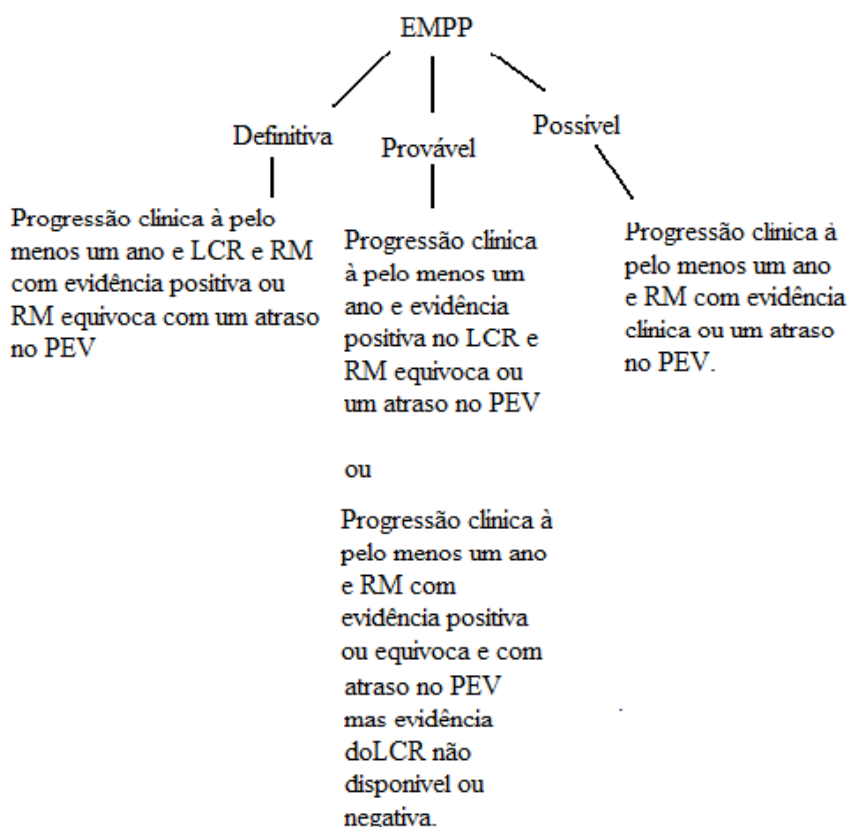 EMPP
Definitiva
Provável
Possível
Progressão clinica à pelo
menos um ano e LCR e RM
com evidência positiva ou
RM equivoca com um atraso
no PEV
Progressão clínica
à pelo menos um
ano e evidência
positiva no LCR e
RM equivoca ou
um atraso no PEV
ou
Progressão clínica à
pelo menos um ano
e RM com
evidência positiva
ou equivoca e com
atraso no PEV
mas evidência
doLCR não
disponivel ou
negativa.
Progressão clinica à
pelo menos um ano
e RM com evidência
clínica ou um atraso
no PEV.